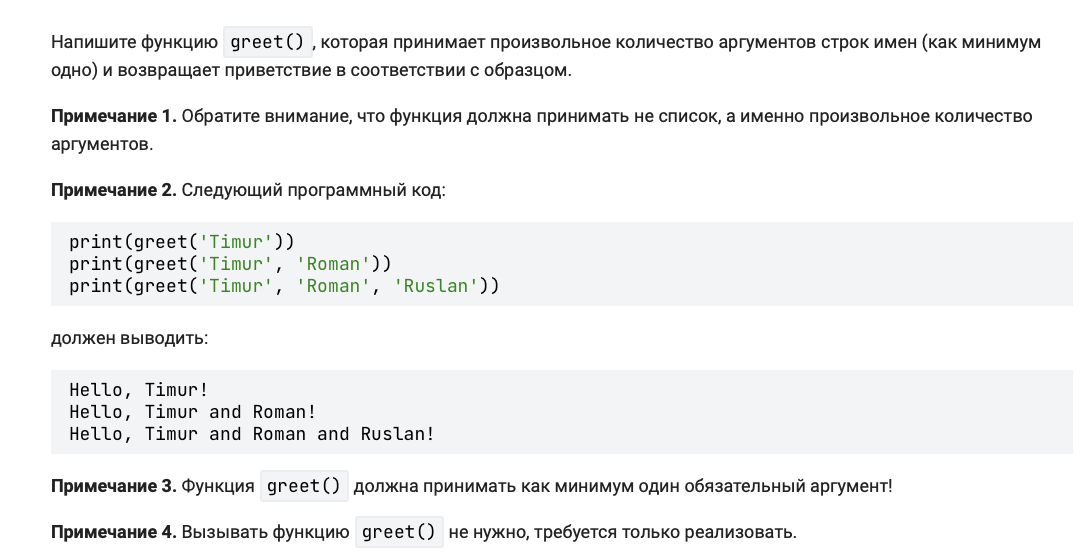 Напишите функцию greet(), которая принимает произвольное количество аргументов строк имен (как минимум
одно) и возвращает приветствие в соответствии с образцом.
Примечание 1. Обратите внимание, что функция должна принимать не список, а именно произвольное количество
аргументов.
Примечание 2. Следующий программный код:
print(greet('Timur'))
print(greet('Timur', 'Roman'))
print(greet('Timur', 'Roman', 'Ruslan'))
должен выводить:
Hello, Timur!
Hello, Timur and Roman!
Hello, Timur and Roman and Ruslan!
Примечание 3. Функция greet() должна принимать как минимум один обязательный аргумент!
Примечание 4. Вызывать функцию greet() не нужно, требуется только реализовать.